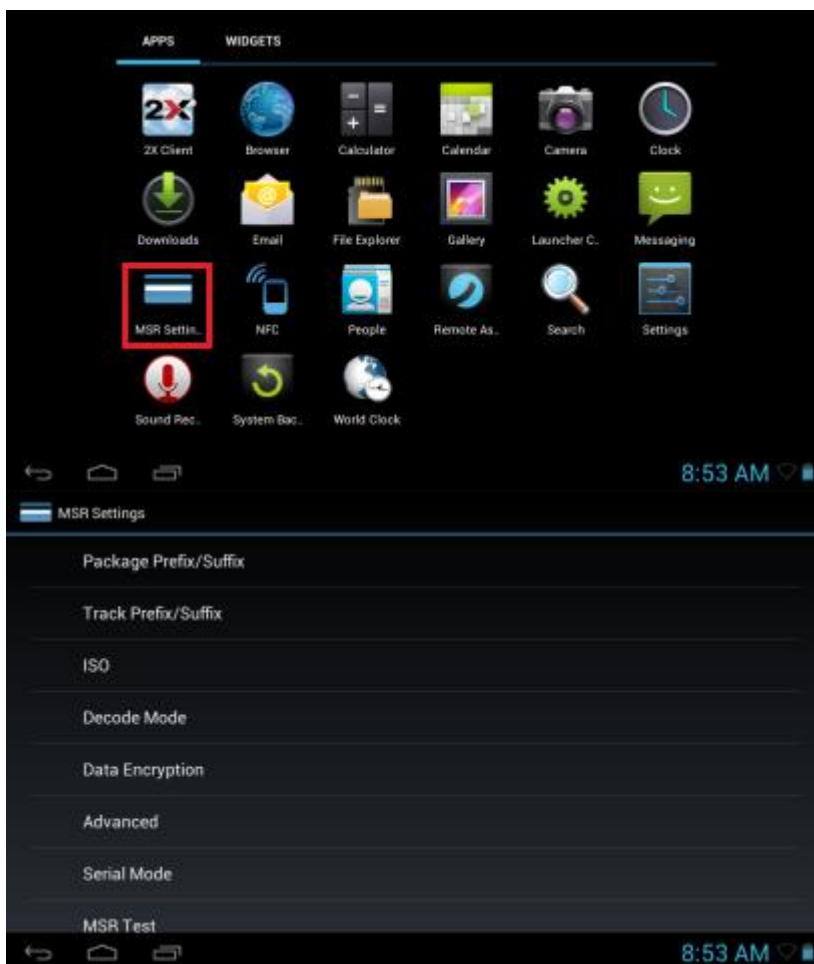 APPS WIDGETS
2X
2X Client Browser Calculator Calendar Camera Clock
Downloads Email File Explorer Gallery Launcher C.. Messaging
MSR Settin.. NFC People Remote As.. Search Settings
Sound Rec.. System Bac.. World Clock
8:53 AM
MSR Settings
Package Prefix/Suffix
Track Prefix/Suffix
ISO
Decode Mode
Data Encryption
Advanced
Serial Mode
MSR Test
8:53 AM